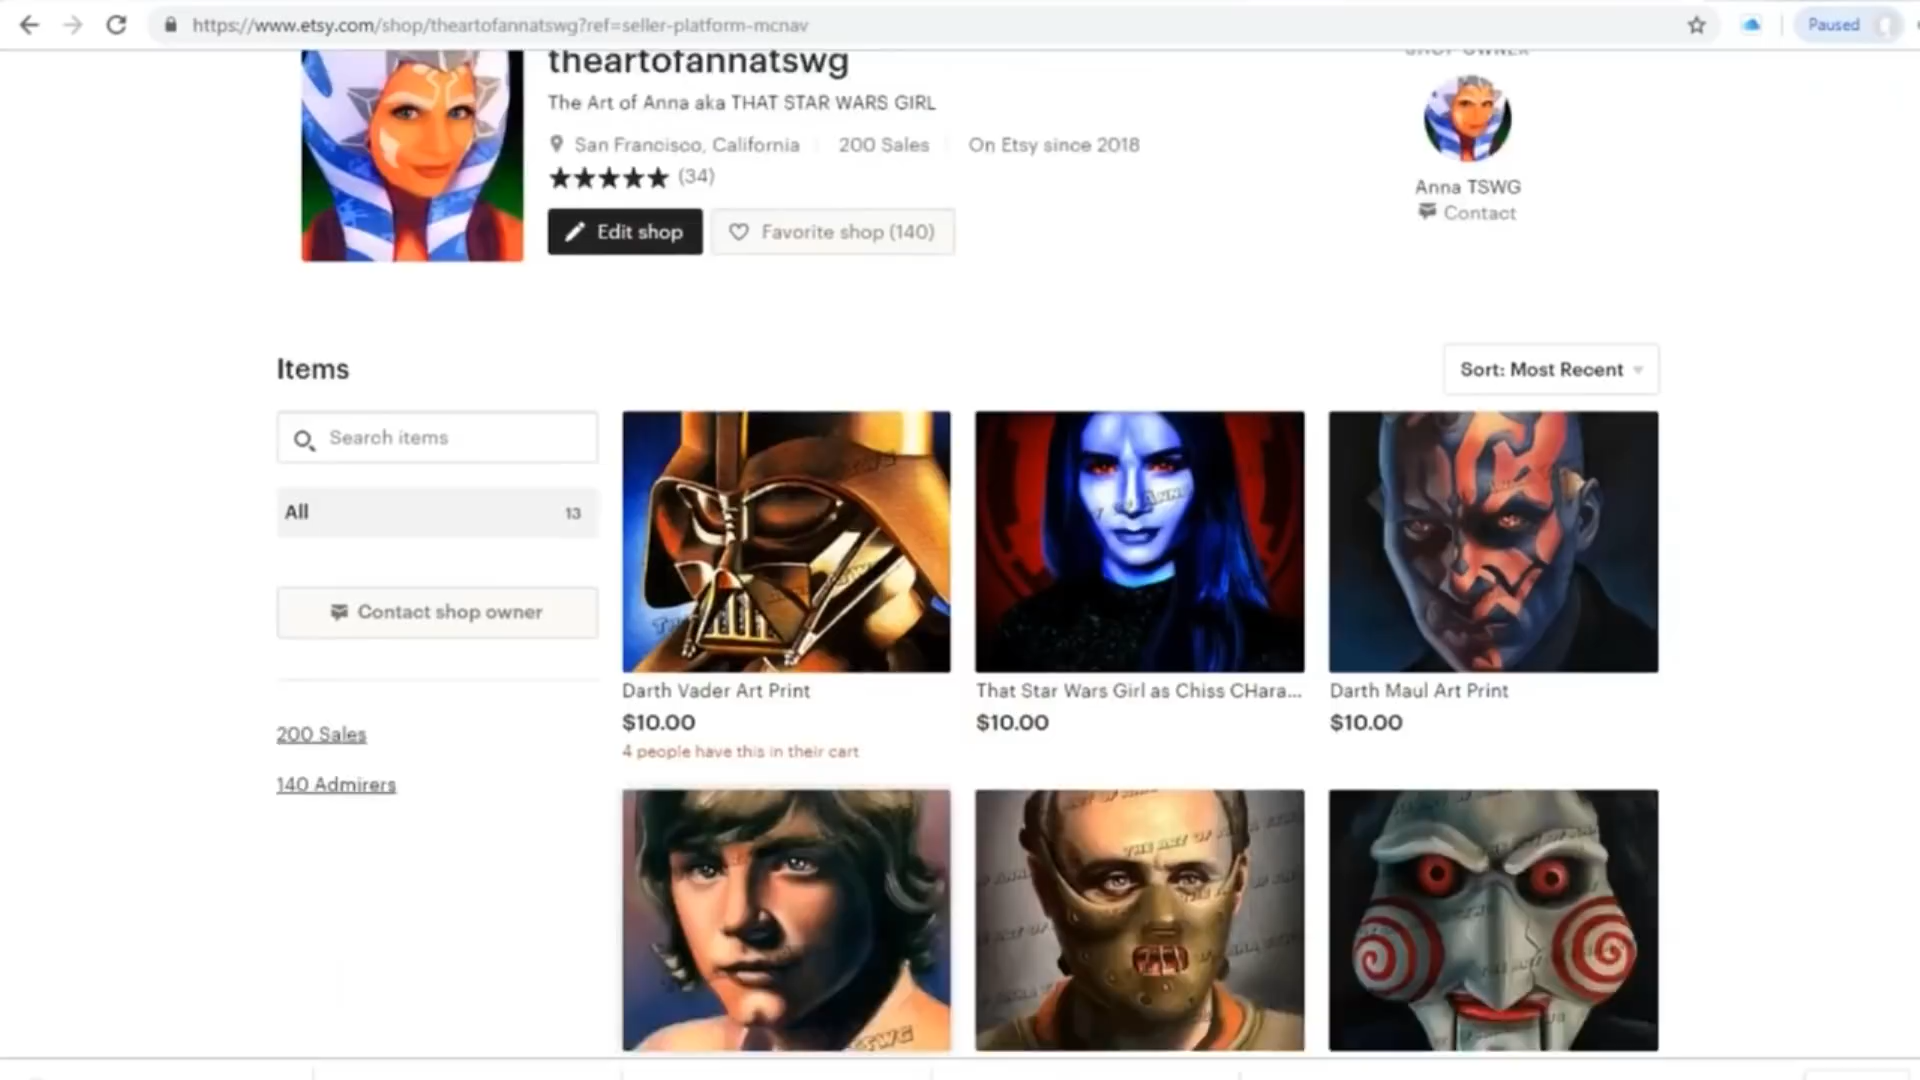 https://www.etsy.com/shop/theartofannatswg?ref=seller-platform-mcnav
Paused
theartofannatswg
The Art of Anna aka THAT STAR WARS GIRL
San Francisco, California
200 Sales
On Etsy since 2018
(34)
Edit shop
Favorite shop (140)
SHOP OWNER
Anna TSWG
Contact
Items
Sort: Most Recent
Search items
All
13
Contact shop owner
200 Sales
140 Admirers
Darth Vader Art Print
$10.00
4 people have this in their cart
That Star Wars Girl as Chiss CHara...
$10.00
Darth Maul Art Print
$10.00